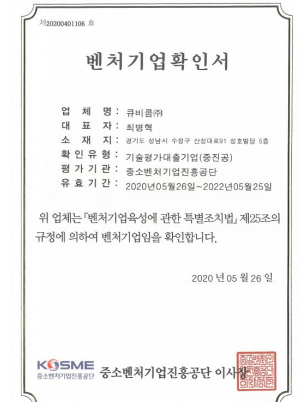 제20200401106 호
벤처기업확인서
업 체 명 : 큐비콤㈜
대 표 자 : 최병혁
소 재 지 : 경기도 성남시 수정구 산성대로91 성호빌딩 5층
확 인 유 형 : 기술평가대출기업(중진공)
평 가 기 관 : 중소벤처기업진흥공단
유 효 기 간 : 2020년05월26일~2022년05월25일
위 업체는 「벤처기업육성에 관한 특별조치법」 제25조의
규정에 의하여 벤처기업임을 확인합니다.
2020 년 05 월 26 일
KOSME
중소벤처기업진흥공단
중소벤처기업진흥공단 이사장